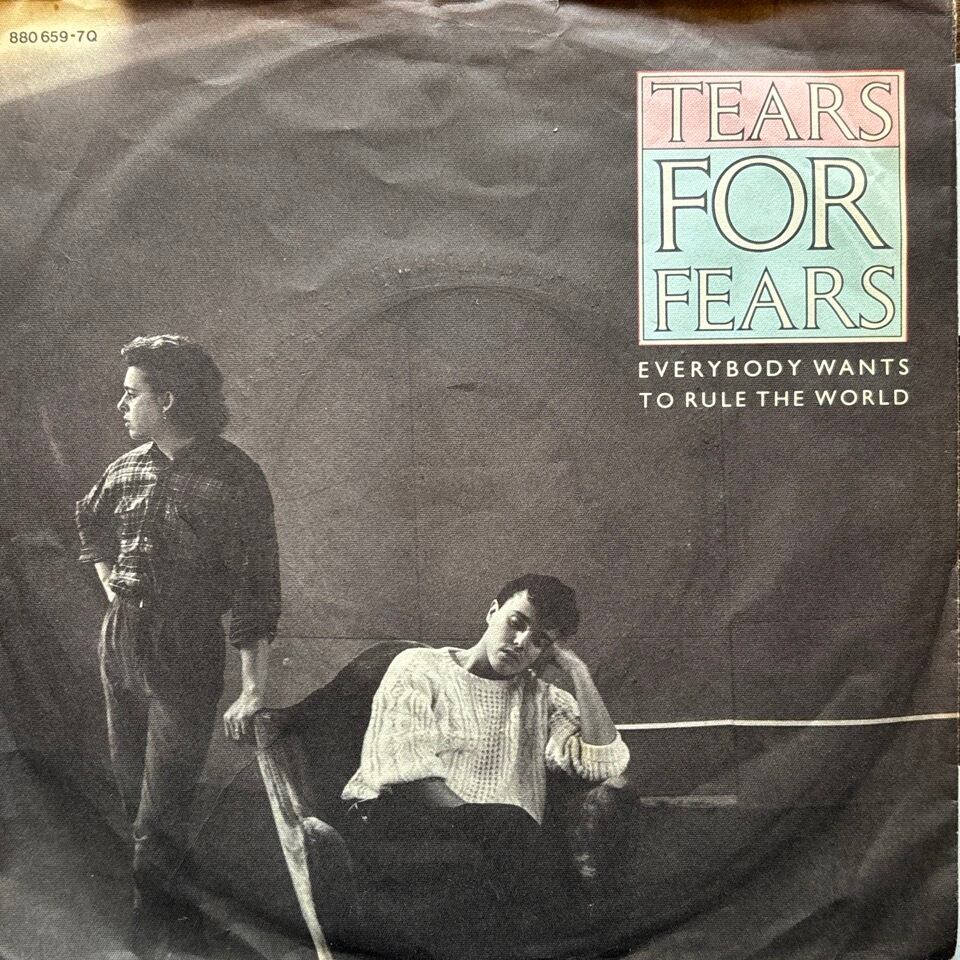 880 659-7Q
TEARS
FOR
FEARS
EVERYBODY WANTS
TO RULE THE WORLD